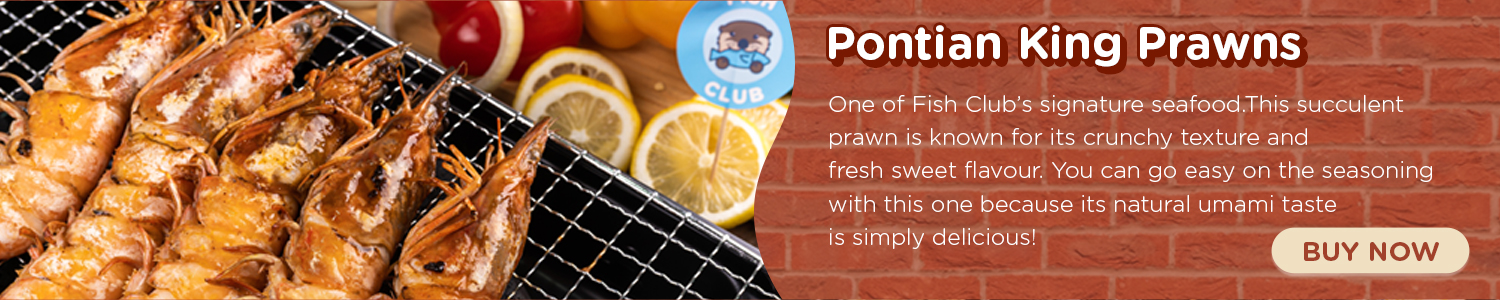 FISH
CLUB
Pontian King Prawns
One of Fish Club's signature seafood.This succulent
prawn is known for its crunchy texture and
fresh sweet flavour. You can go easy on the seasoning
with this one because its natural umami taste
is simply delicious!
BUY NOW